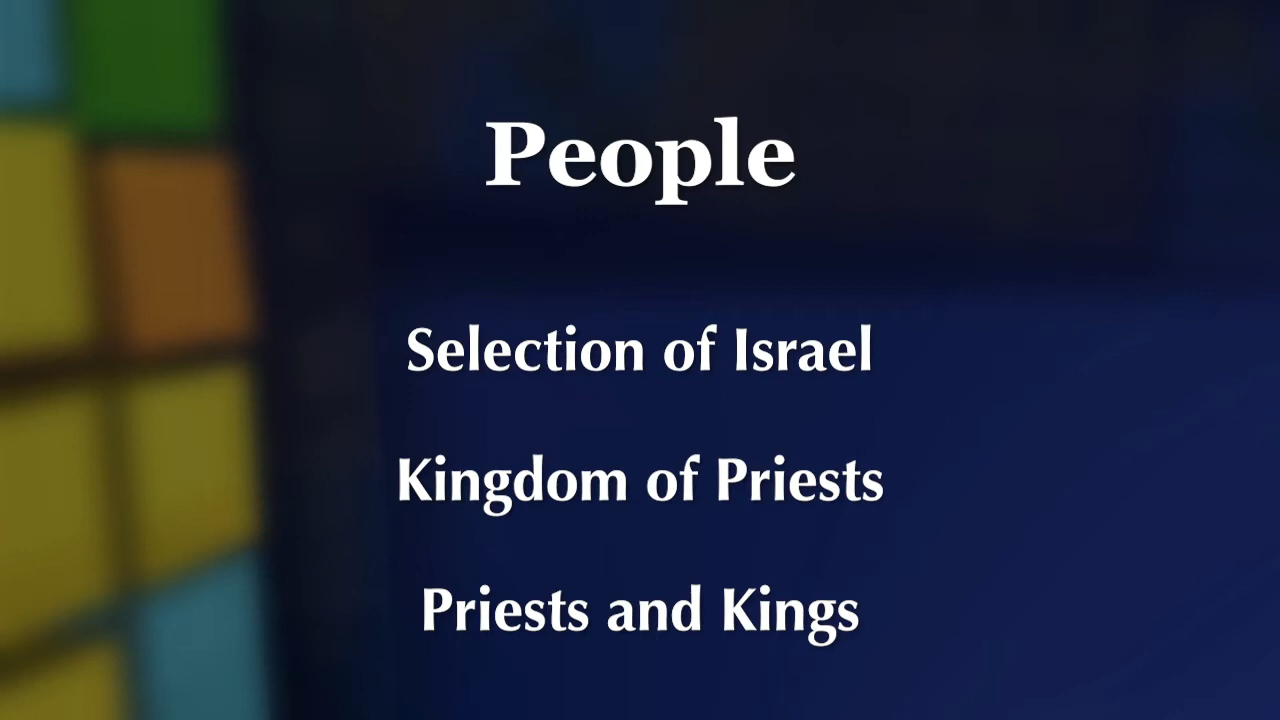 People
Selection of Israel
Kingdom of Priests
Priests and Kings